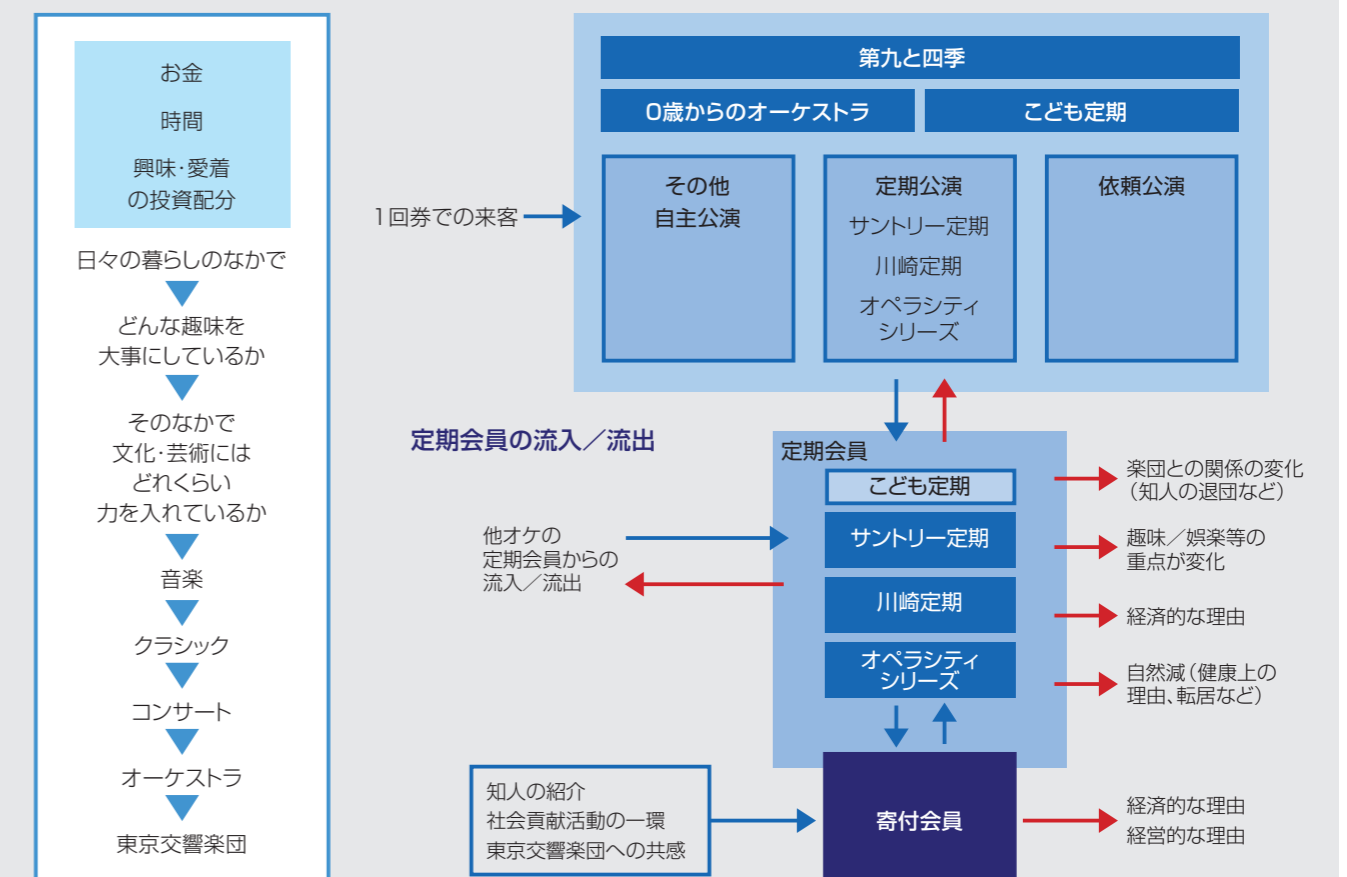 お金
時間
興味・愛着
の投資配分
日々の暮らしのなかで
どんな趣味を
大事にしているか
そのなかで
文化・芸術には
どれくらい
力を入れているか
音楽
クラシック
コンサート
オーケストラ
東京交響楽団
第九と四季
0歳からのオーケストラ
こども定期
1回券での来客
その他
自主公演
定期公演
サントリー定期
川崎定期
オペラシティ
シリーズ
依頼公演
定期会員の流入／流出
定期会員
こども定期
サントリー定期
川崎定期
オペラシティ
シリーズ
他オケの
定期会員からの
流入／流出
楽団との関係の変化
（知人の退団など）
趣味／娯楽等の
重点が変化
経済的な理由
自然減（健康上の
理由、転居など）
知人の紹介
社会貢献活動の一環
東京交響楽団への共感
寄付会員
経済的な理由
経営的な理由